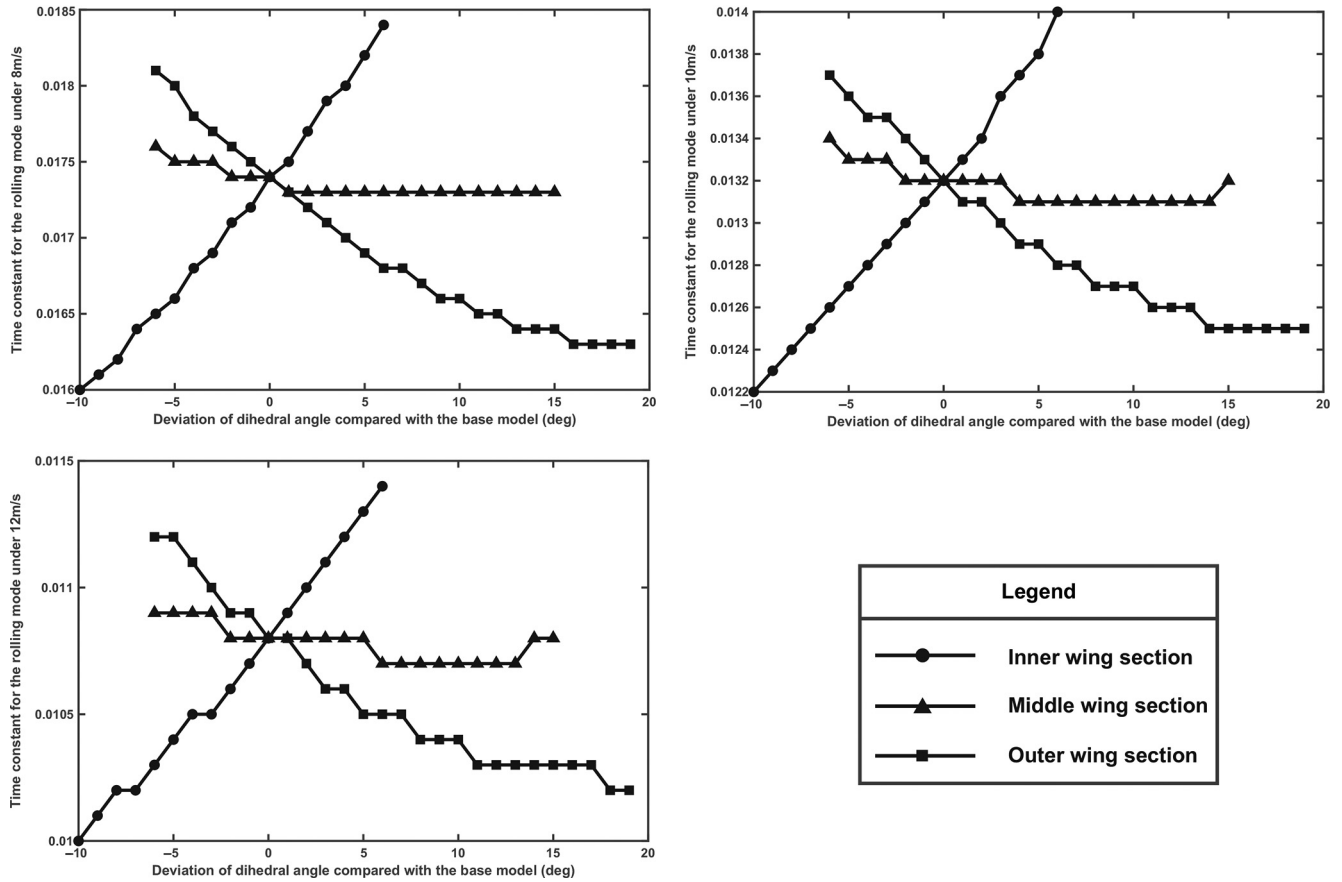 Time constant for the rolling mode under 8m/s
0.0185
0.018
0.0175
0.017
0.0165
0.016
–10 –5 0 5 10 15 20
Deviation of dihedral angle compared with the base model (deg)
Time constant for the rolling mode under 10m/s
0.014
0.0138
0.0136
0.0134
0.0132
0.013
0.0128
0.0126
0.0124
0.0122
–10 –5 0 5 10 15 20
Deviation of dihedral angle compared with the base model (deg)
Time constant for the rolling mode under 12m/s
0.0115
0.011
0.0105
0.01
–10 –5 0 5 10 15 20
Deviation of dihedral angle compared with the base model (deg)
Legend
Inner wing section
Middle wing section
Outer wing section